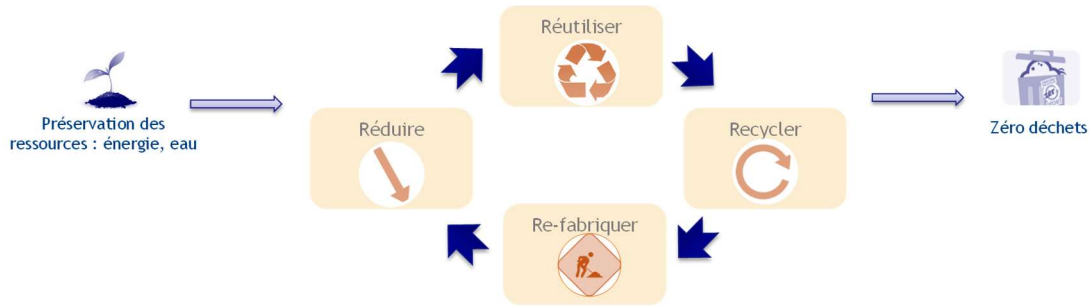 Réutiliser
Préservation des
ressources : énergie, eau
Réduire
Recycler
Zéro déchets
Re-fabriquer